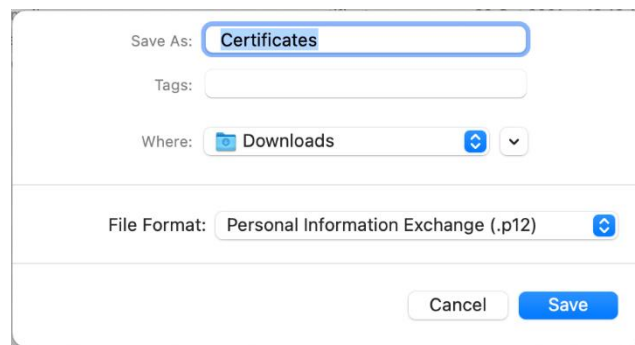 Save As: Certificates
Tags:
Where: Downloads
File Format: Personal Information Exchange (.p12)
Cancel Save